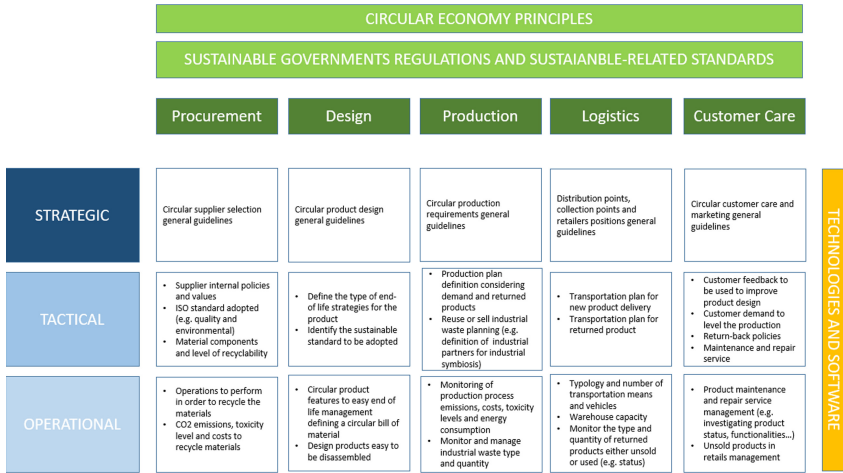 CIRCULAR ECONOMY PRINCIPLES
SUSTAINABLE GOVERNMENTS REGULATIONS AND SUSTAIANBLE-RELATED STANDARDS
Procurement
Design
Production
Logistics
Customer Care
STRATEGIC
Circular supplier selection
general guidelines
Circular product design
general guidelines
Circular production
requirements general
guidelines
Distribution points,
collection points and
retailers positions general
guidelines
Circular customer care and
marketing general
guidelines
TACTICAL
• Supplier internal policies
and values
• ISO standard adopted
(e.g. quality and
environmental)
• Material components
and level of recyclability
• Define the type of end-
of life strategies for the
product
• Identify the sustainable
standard to be adopted
• Production plan
definition considering
demand and returned
products
• Reuse or sell industrial
waste planning (e.g.
definition of industrial
partners for industrial
symbiosis)
• Transportation plan for
new product delivery
• Transportation plan for
returned product
• Customer feedback to
be used to improve
product design
• Customer demand to
level the production
• Return-back policies
• Maintenance and repair
service
OPERATIONAL
• Operations to perform
in order to recycle the
materials
• CO2 emissions, toxicity
level and costs to
recycle materials
• Circular product
features to easy end of
life management
defining a circular bill of
material
• Design products easy to
be disassembled
• Monitoring of
production process
emissions, costs, toxicity
levels and energy
consumption
• Monitor and manage
industrial waste type
and quantity
• Typology and number of
transportation means
and vehicles
• Warehouse capacity
• Monitor the type and
quantity of returned
products either unsold
or used (e.g. status)
• Product maintenance
and repair service
management (e.g.
investigating product
status, functionalities...)
• Unsold products in
retails management
TECHNOLOGIES AND SOFTWARE